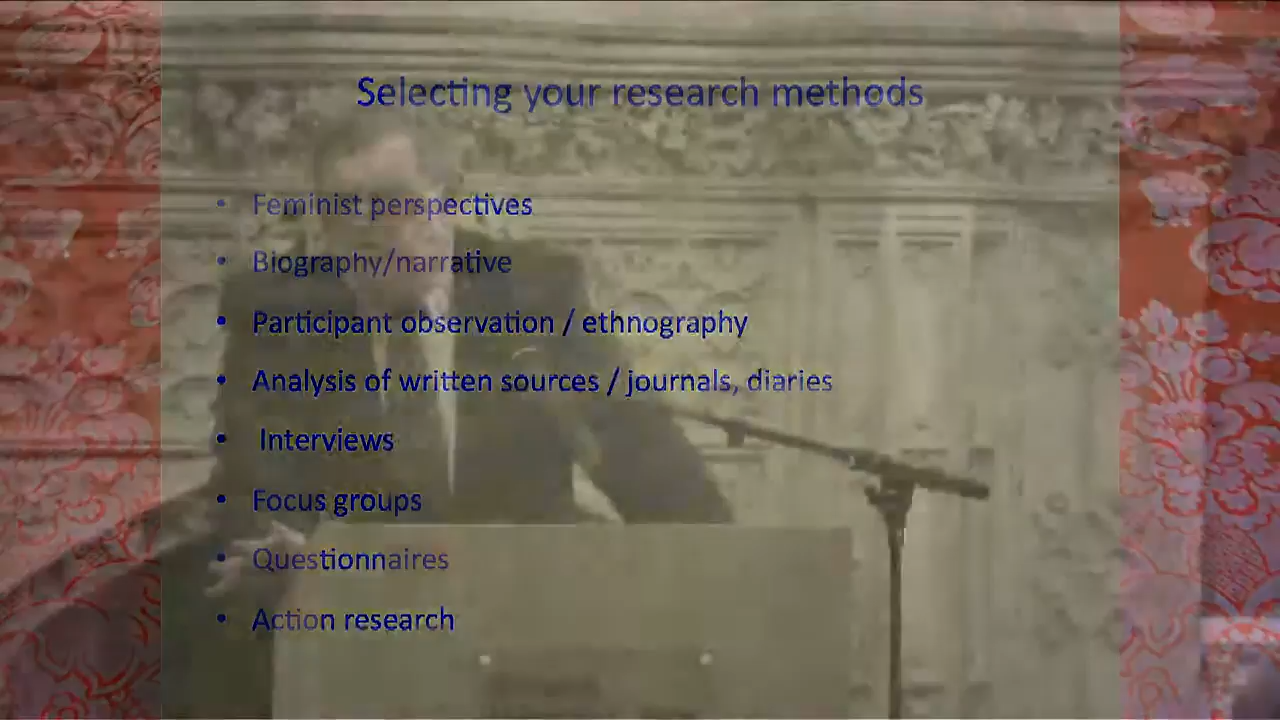 Selecting your research methods
• Feminist perspectives
• Biography/narrative
• Participant observation / ethnography
• Analysis of written sources / journals, diaries
• Interviews
• Focus groups
• Questionnaires
• Action research